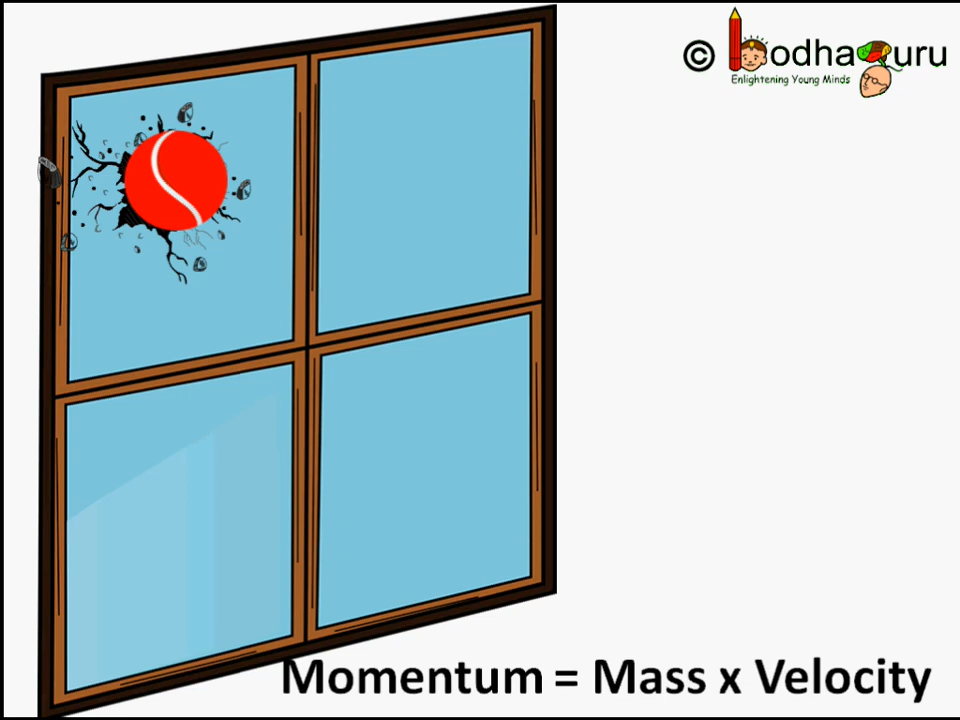 © BodhaGuru
Enlightening Young Minds
Momentum = Mass x Velocity